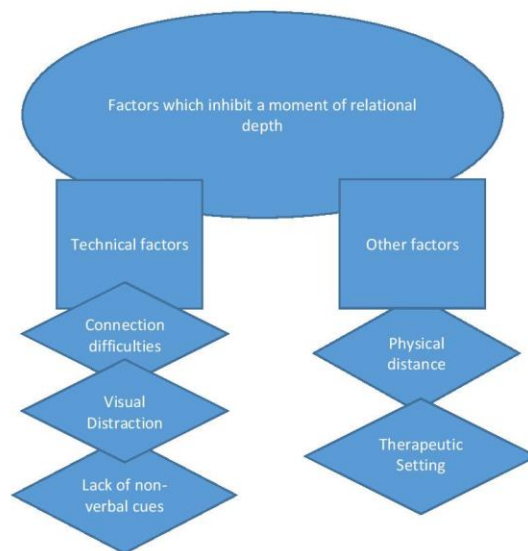 Factors which inhibit a moment of relational
depth
Technical factors
Other factors
Connection
difficulties
Physical
distance
Visual
Distraction
Therapeutic
Setting
Lack of non-
verbal cues